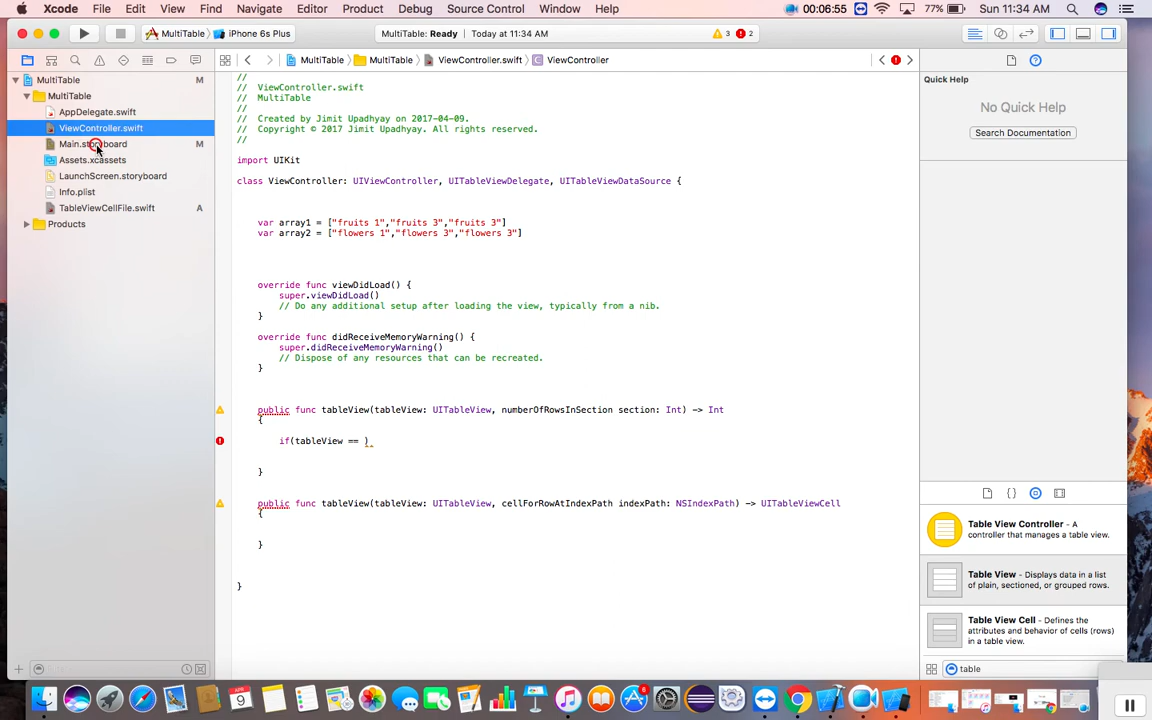 Xcode File Edit View Find Navigate Editor Product Debug Source Control Window Help 00:06:55 77% Sun 11:34 AM
MultiTable iPhone 6s Plus MultiTable: Ready Today at 11:34 AM 3 2
MultiTable MultiTable ViewController.swift C ViewController
MultiTable M
MultiTable
AppDelegate.swift
ViewController.swift
Main.storyboard M
Assets.xcassets
LaunchScreen.storyboard
Info.plist
TableViewCellFile.swift A
Products
//
// ViewController.swift
// MultiTable
//
// Created by Jimit Upadhyay on 2017-04-09.
// Copyright © 2017 Jimit Upadhyay. All rights reserved.
//
import UIKit
class ViewController: UIViewController, UITableViewDelegate, UITableViewDataSource {
var array1 = ["fruits 1","fruits 3","fruits 3"]
var array2 = ["flowers 1","flowers 3","flowers 3"]
override func viewDidLoad() {
super.viewDidLoad()
// Do any additional setup after loading the view, typically from a nib.
}
override func didReceiveMemoryWarning() {
super.didReceiveMemoryWarning()
// Dispose of any resources that can be recreated.
}
public func tableView(tableView: UITableView, numberOfRowsInSection section: Int) -> Int
{
if(tableView == )
}
public func tableView(tableView: UITableView, cellForRowAtIndexPath indexPath: NSIndexPath) -> UITableViewCell
{
}
}
Quick Help
No Quick Help
Search Documentation
Table View Controller - A
controller that manages a table view.
Table View - Displays data in a list
of plain, sectioned, or grouped rows.
Table View Cell - Defines the
attributes and behavior of cells (rows)
in a table view.
table